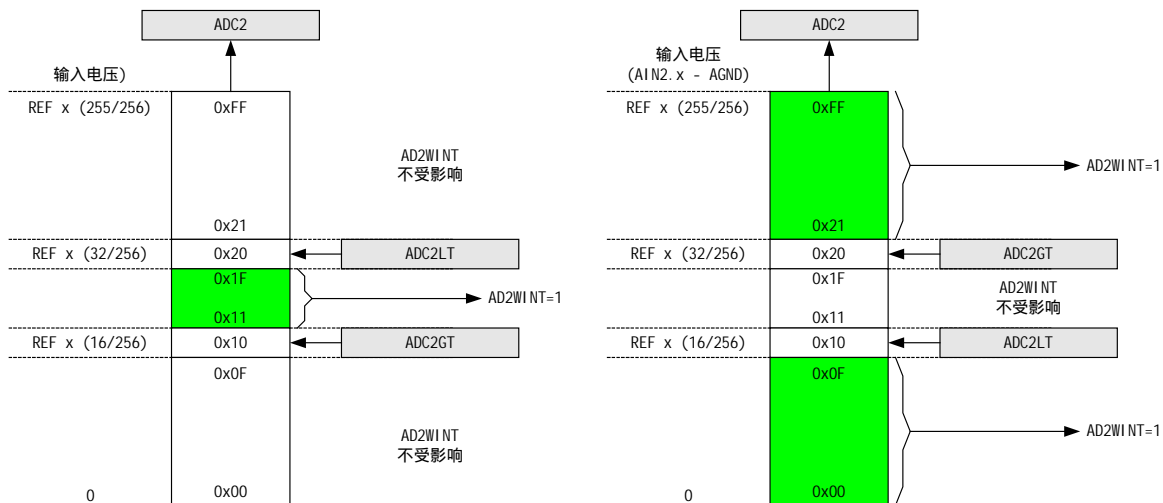 ADC2
输入电压)
REF x (255/256)
0xFF
AD2WINT
不受影响
0x21
REF x (32/256)
0x20
ADC2LT
0x1F
AD2WINT=1
0x11
REF x (16/256)
0x10
ADC2GT
0x0F
AD2WINT
不受影响
0
0x00
ADC2
输入电压
(AIN2.x - AGND)
REF x (255/256)
0xFF
AD2WINT=1
0x21
REF x (32/256)
0x20
ADC2GT
0x1F
AD2WINT
不受影响
0x11
REF x (16/256)
0x10
ADC2LT
0x0F
AD2WINT=1
0
0x00